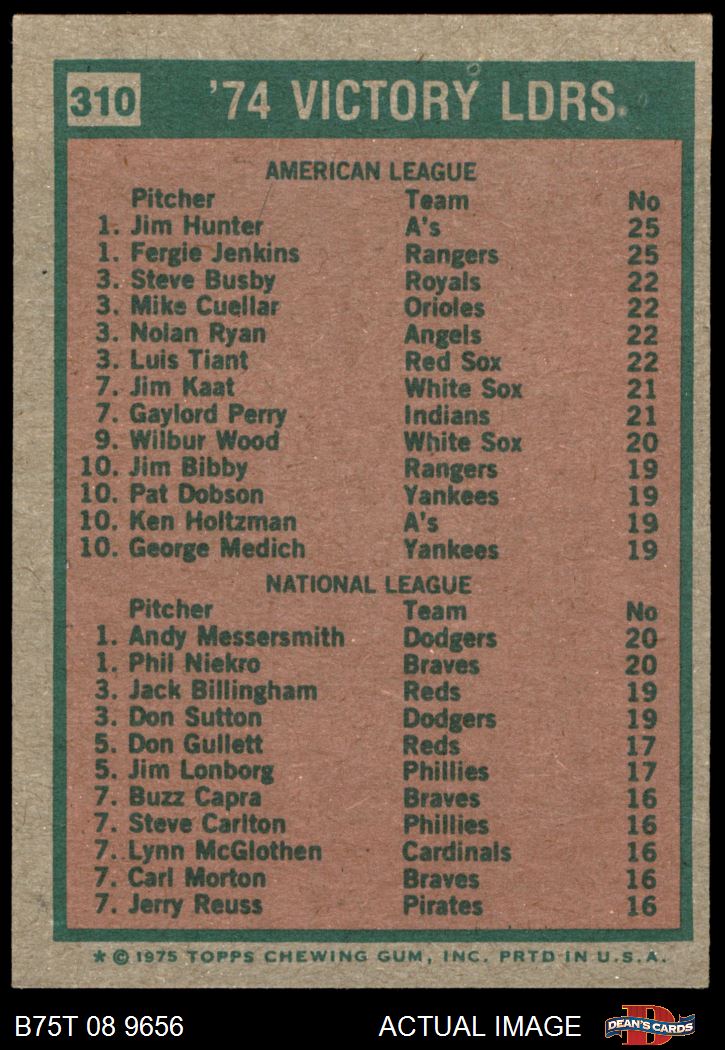 310 '74 VICTORY LDRS.
AMERICAN LEAGUE
Pitcher Team No
1. Jim Hunter A's 25
1. Fergie Jenkins Rangers 25
3. Steve Busby Royals 22
3. Mike Cuellar Orioles 22
3. Nolan Ryan Angels 22
3. Luis Tiant Red Sox 22
7. Jim Kaat White Sox 21
7. Gaylord Perry Indians 21
9. Wilbur Wood White Sox 20
10. Jim Bibby Rangers 19
10. Pat Dobson Yankees 19
10. Ken Holtzman A's 19
10. George Medich Yankees 19
NATIONAL LEAGUE
Pitcher Team No
1. Andy Messersmith Dodgers 20
1. Phil Niekro Braves 20
3. Jack Billingham Reds 19
3. Don Sutton Dodgers 19
5. Don Gullett Reds 17
5. Jim Lonborg Phillies 17
7. Buzz Capra Braves 16
7. Steve Carlton Phillies 16
7. Lynn McGlothen Cardinals 16
7. Carl Morton Braves 16
7. Jerry Reuss Pirates 16
* © 1975 TOPPS CHEWING GUM, INC. PRTD IN U.S.A.
B75T 08 9656 ACTUAL IMAGE D DEAN'S CARDS